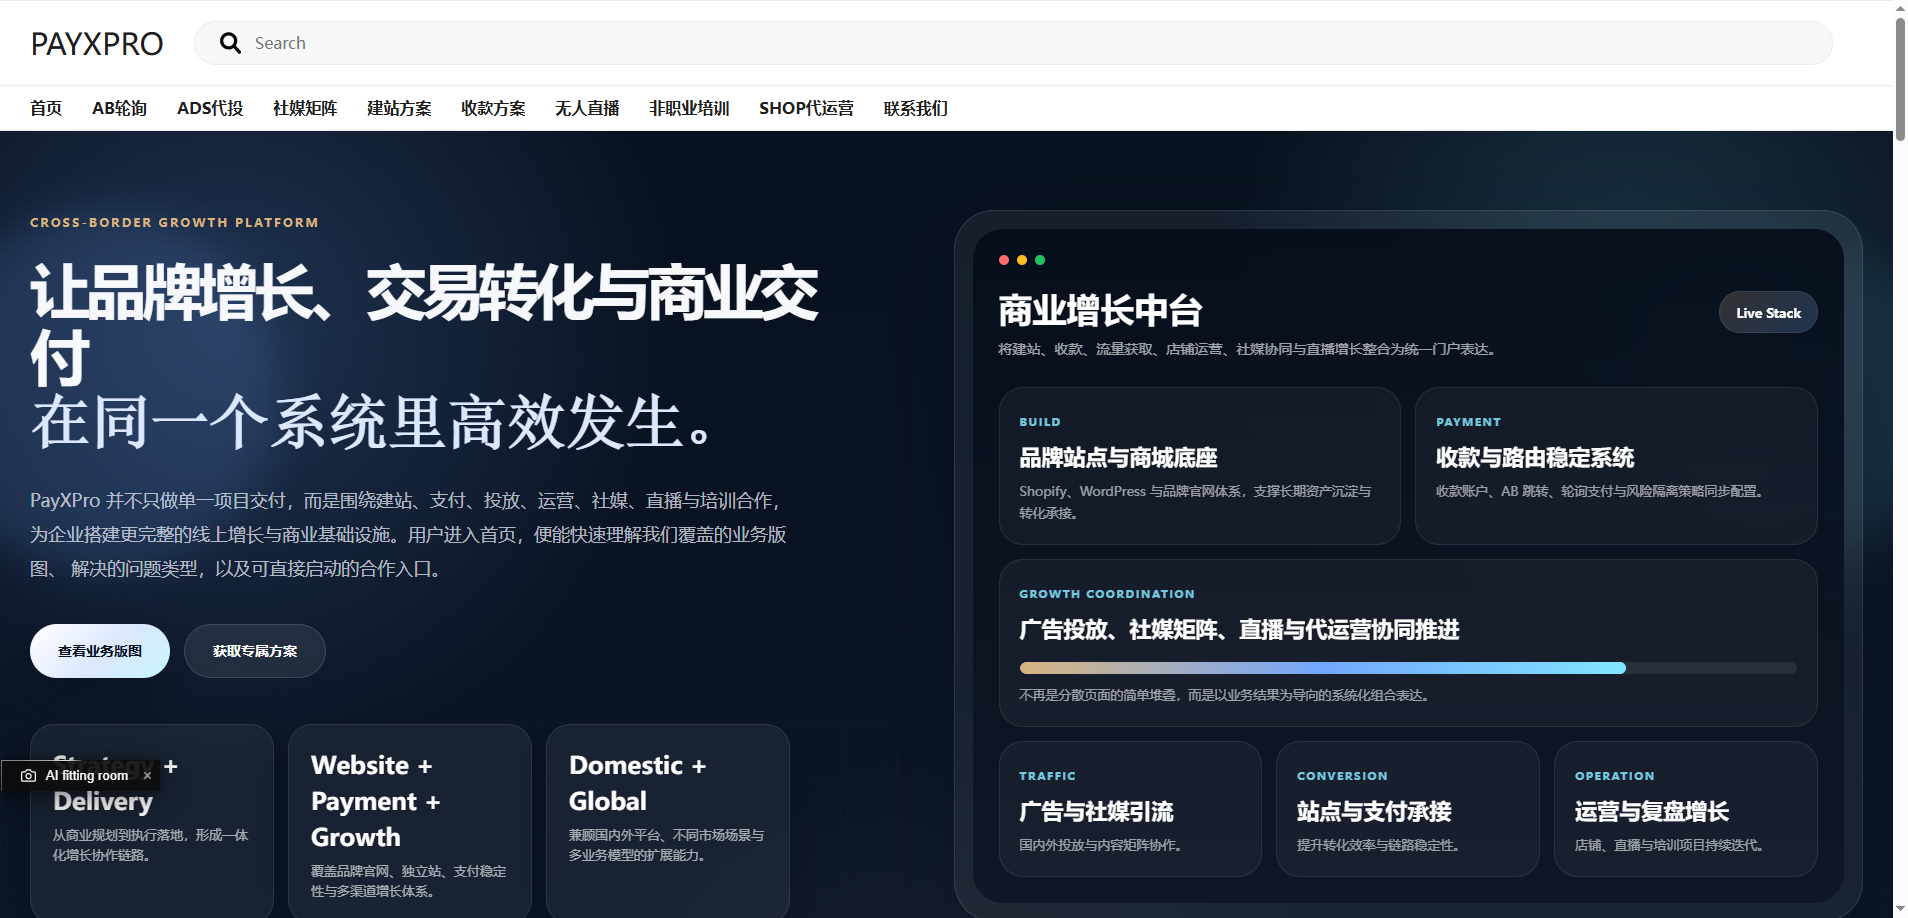 PAYXPRO
Search
首页 AB轮询 ADS代投 社媒矩阵 建站方案 收款方案 无人直播 非职业培训 SHOP代运营 联系我们
CROSS-BORDER GROWTH PLATFORM
让品牌增长、交易转化与商业交
付
在同一个系统里高效发生。
PayXPro 并不只做单一项目交付，而是围绕建站、支付、投放、运营、社媒、直播与培训合作，
为企业搭建更完整的线上增长与商业基础设施。用户进入首页，便能快速理解我们覆盖的业务版
图、 解决的问题类型，以及可直接启动的合作入口。
查看业务版图
获取专属方案
Strategy +
Delivery
从商业规划到执行落地，形成一体
化增长协作链路。
AI fitting room ×
Website +
Payment +
Growth
覆盖品牌官网、独立站、支付稳定
性与多渠道增长体系。
Domestic +
Global
兼顾国内外平台、不同市场场景与
多业务模型的扩展能力。
商业增长中台
Live Stack
将建站、收款、流量获取、店铺运营、社媒协同与直播增长整合为统一门户表达。
BUILD
品牌站点与商城底座
Shopify、WordPress 与品牌官网体系，支撑长期资产沉淀与
转化承接。
PAYMENT
收款与路由稳定系统
收款账户、AB 跳转、轮询支付与风险隔离策略同步配置。
GROWTH COORDINATION
广告投放、社媒矩阵、直播与代运营协同推进
不再是分散页面的简单堆叠，而是以业务结果为导向的系统化组合表达。
TRAFFIC
广告与社媒引流
国内外投放与内容矩阵协作。
CONVERSION
站点与支付承接
提升转化效率与链路稳定性。
OPERATION
运营与复盘增长
店铺、直播与培训项目持续迭代。